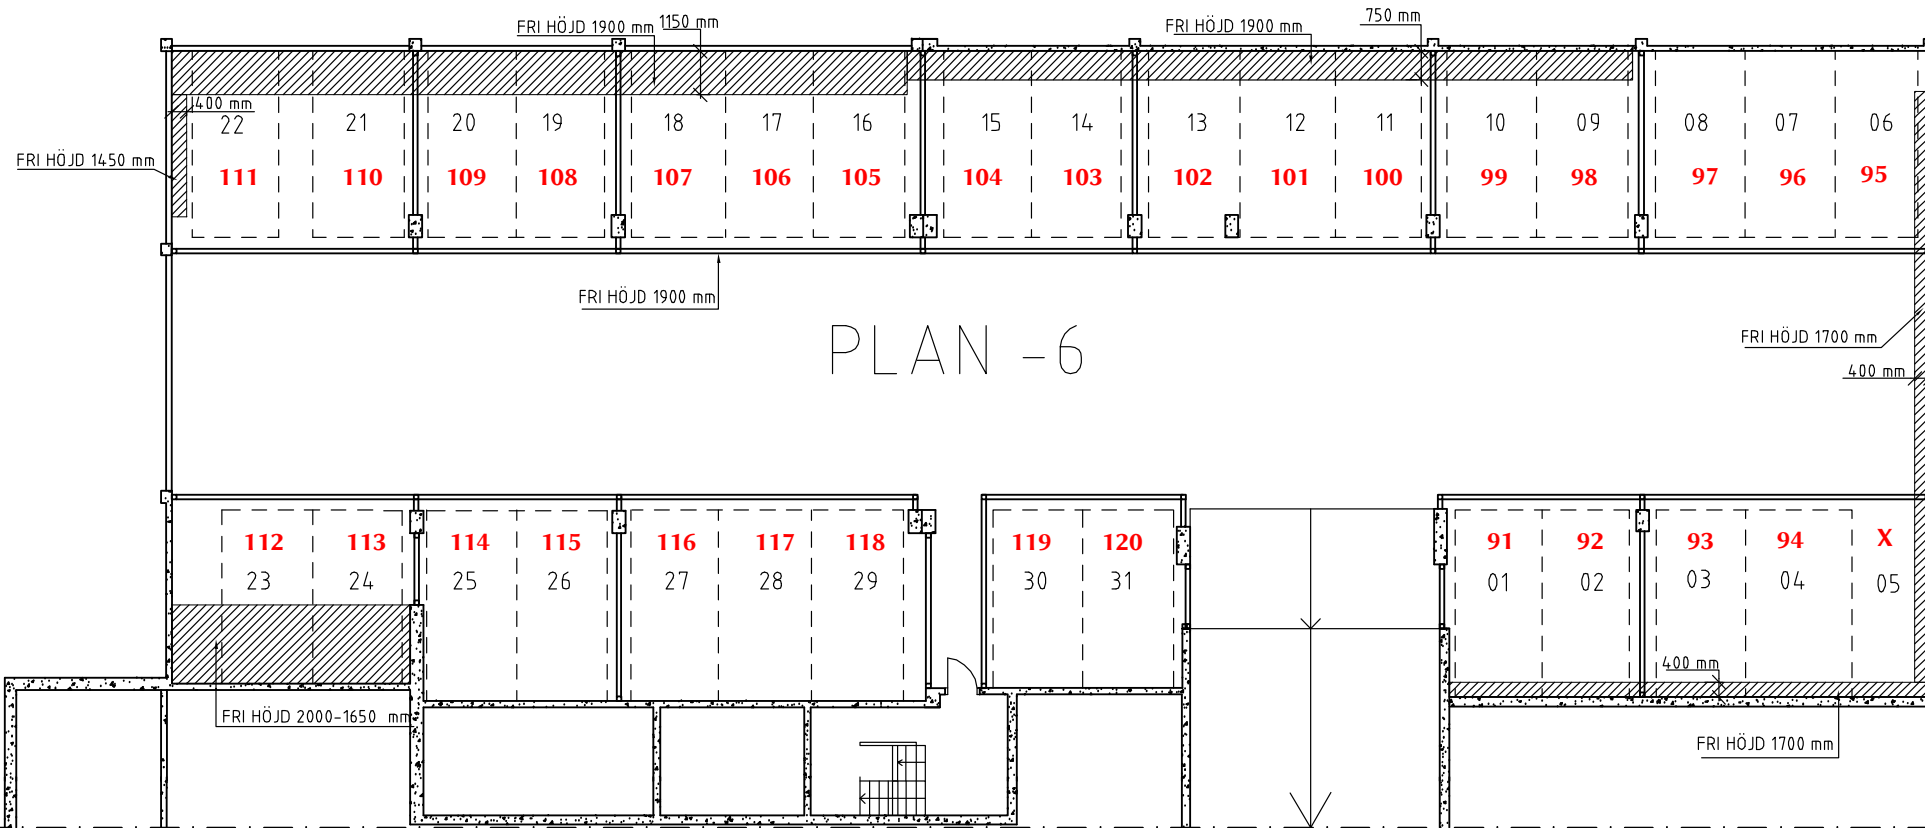 FRI HÖJD 1900 mm 1150 mm FRI HÖJD 1900 mm 750 mm
400 mm
22 21 20 19 18 17 16 15 14 13 12 11 10 09 08 07 06
FRI HÖJD 1450 mm
111 110 109 108 107 106 105 104 103 102 101 100 99 98 97 96 95
FRI HÖJD 1900 mm
PLAN -6
FRI HÖJD 1700 mm
400 mm
112 113 114 115 116 117 118 119 120 91 92 93 94 X
23 24 25 26 27 28 29 30 31 01 02 03 04 05
400 mm
FRI HÖJD 2000-1650 mm
FRI HÖJD 1700 mm